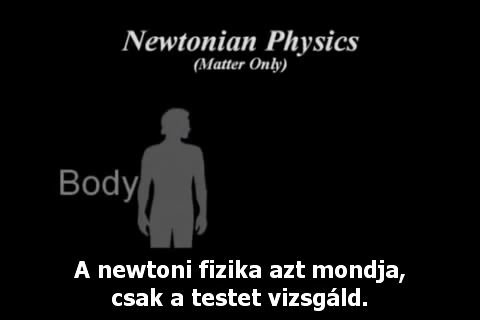 Newtonian Physics
(Matter Only)
Body
A newtoni fizika azt mondja,
csak a testet vizsgáld.